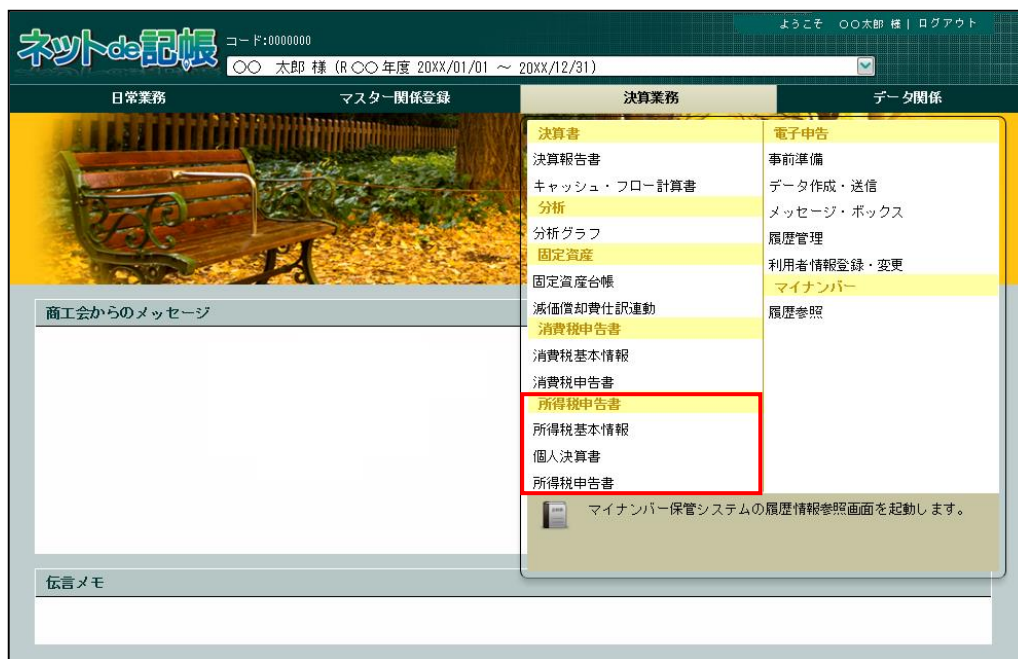 ようこそ 〇〇太郎 様 | ログアウト
ネットde記帳
コード:0000000
〇〇 太郎 様 (R〇〇年度 20XX/01/01 ～ 20XX/12/31)
日常業務 マスター関係登録 決算業務 データ関係
決算書
決算報告書
キャッシュ・フロー計算書
分析
分析グラフ
固定資産
固定資産台帳
減価償却費仕訳連動
消費税申告書
消費税基本情報
消費税申告書
所得税申告書
所得税基本情報
個人決算書
所得税申告書
電子申告
事前準備
データ作成・送信
メッセージ・ボックス
履歴管理
利用者情報登録・変更
マイナンバー
履歴参照
マイナンバー保管システムの履歴情報参照画面を起動します。
商工会からのメッセージ
伝言メモ